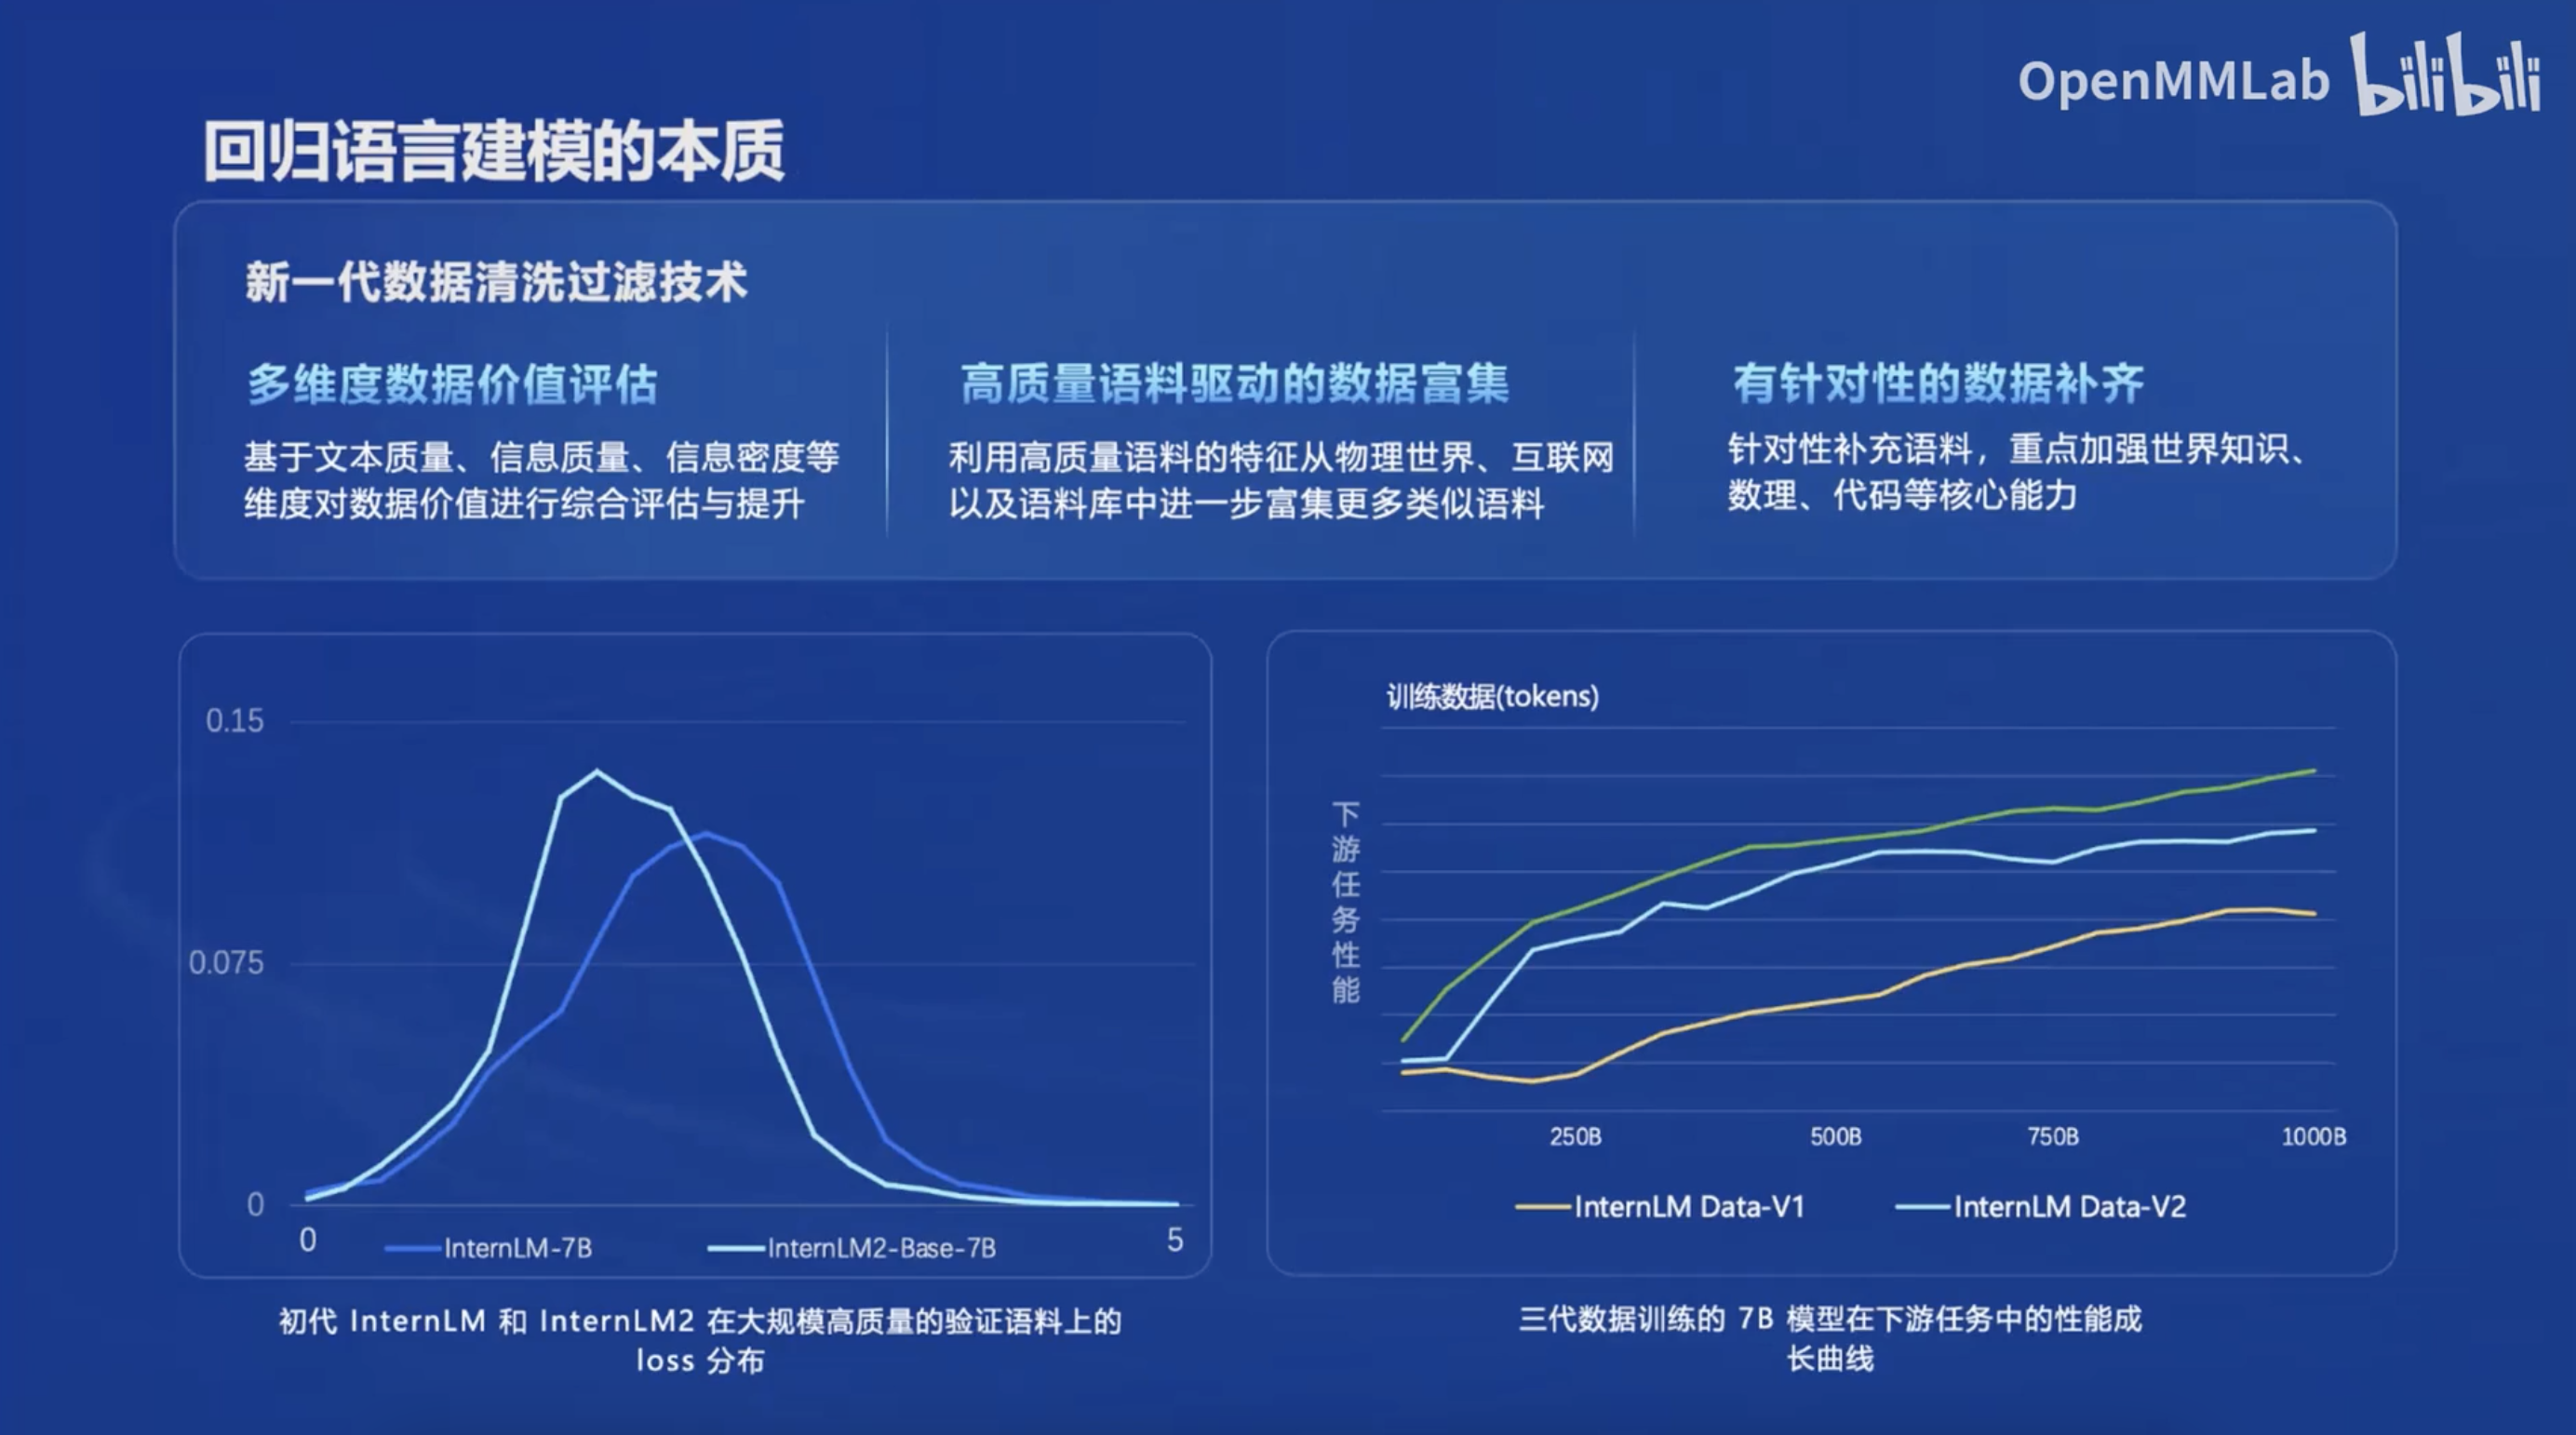 OpenMMLab bilibili
回归语言建模的本质
新一代数据清洗过滤技术
多维度数据价值评估
基于文本质量、信息质量、信息密度等
维度对数据价值进行综合评估与提升
高质量语料驱动的数据富集
利用高质量语料的特征从物理世界、互联网
以及语料库中进一步富集更多类似语料
有针对性的数据补齐
针对性补充语料，重点加强世界知识、
数理、代码等核心能力
0.15
0.075
0
0
5
InternLM-7B
InternLM2-Base-7B
初代 InternLM 和 InternLM2 在大规模高质量的验证语料上的
loss 分布
训练数据(tokens)
下游任务性能
250B
500B
750B
1000B
InternLM Data-V1
InternLM Data-V2
三代数据训练的 7B 模型在下游任务中的性能成
长曲线